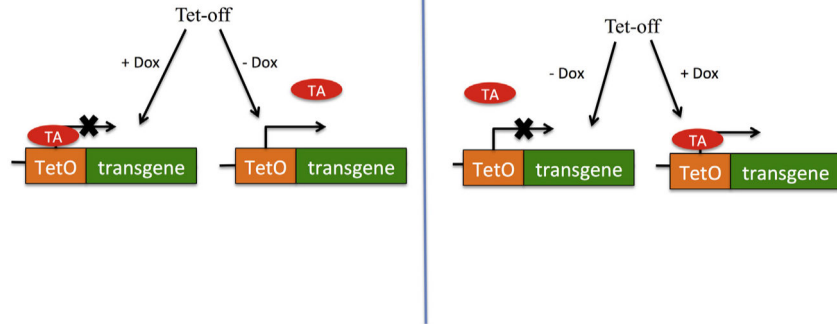 Tet-off
+ Dox
- Dox
TA
TA
TetO
transgene
TetO
transgene
Tet-off
- Dox
+ Dox
TA
TA
TetO
transgene
TetO
transgene